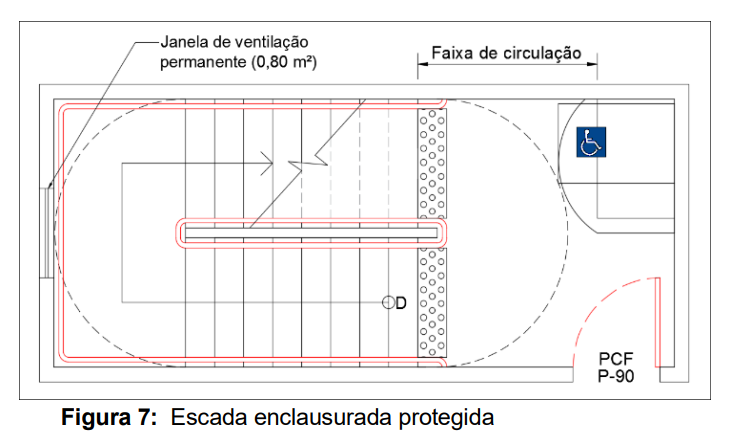 Janela de ventilação
permanente (0,80 m²)
Faixa de circulação
D
PCF
P-90
Figura 7: Escada enclausurada protegida